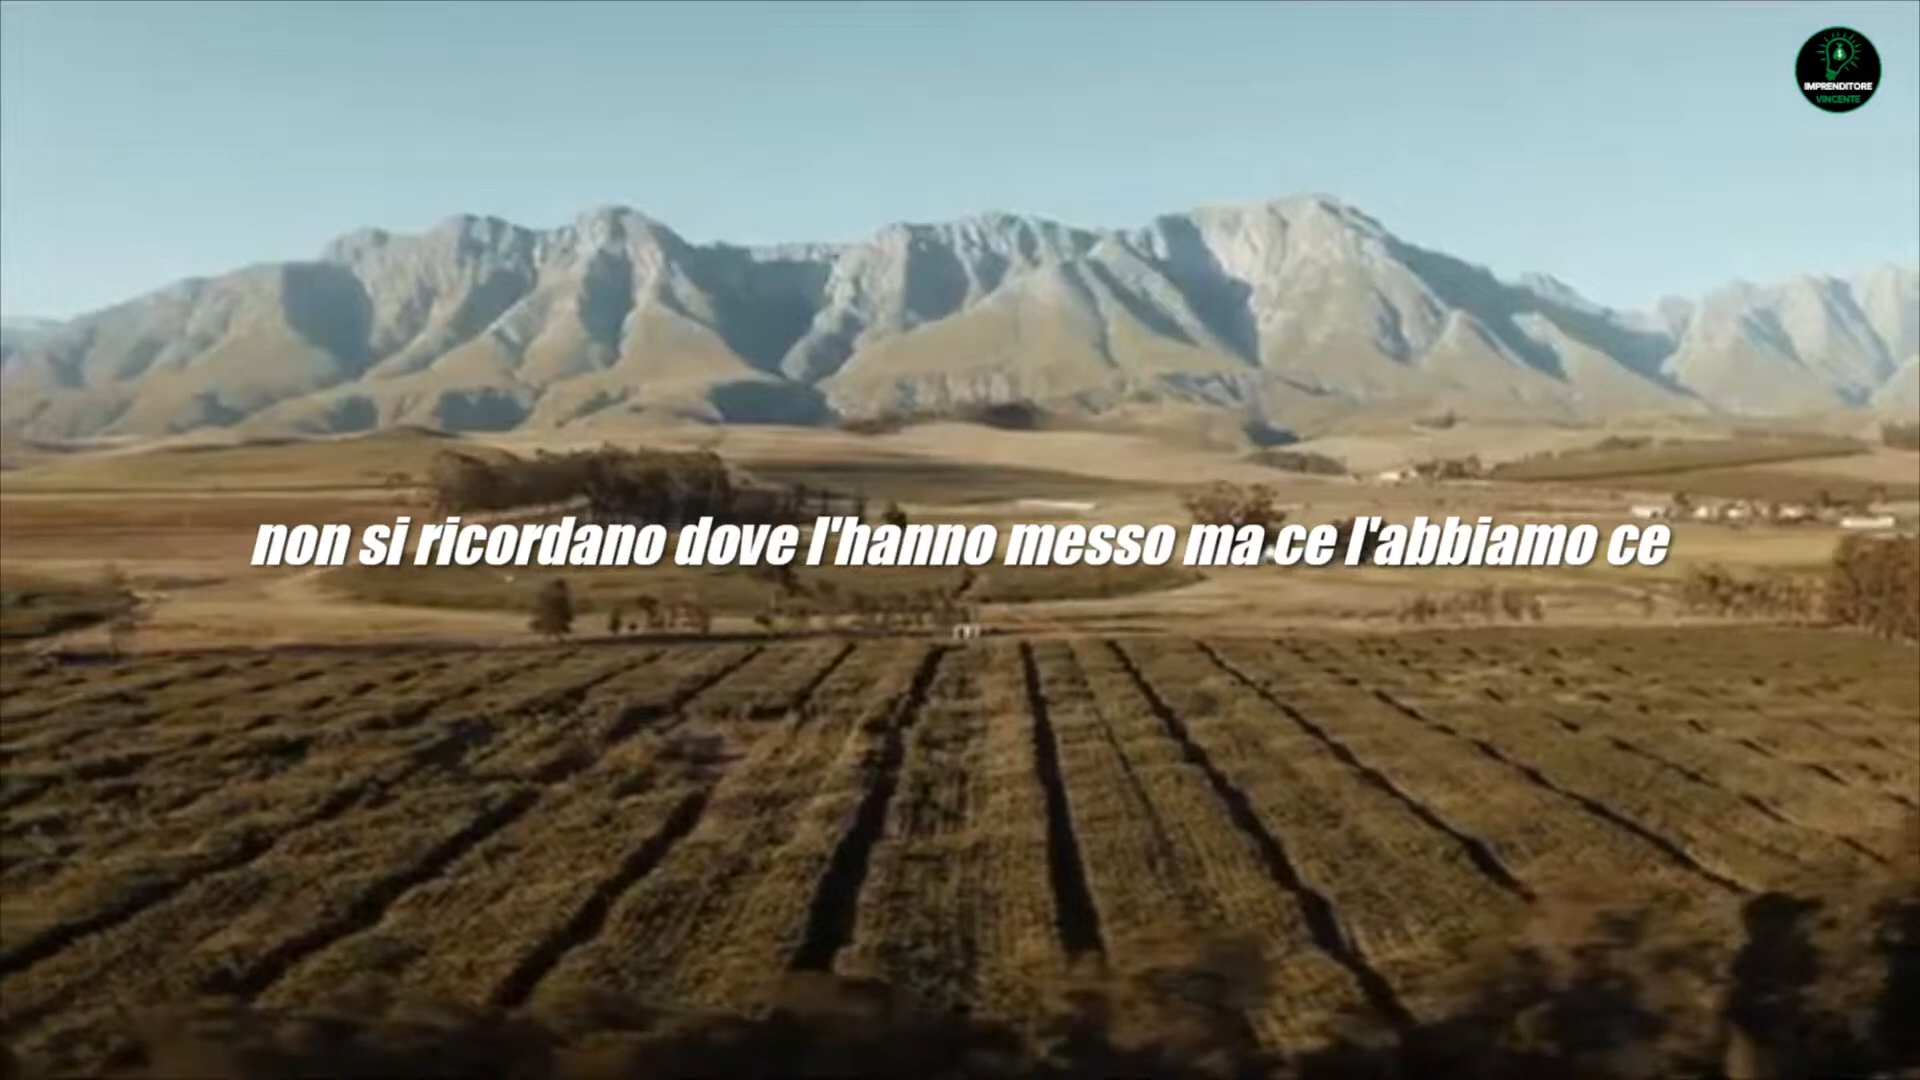 IMPRENDITORE
VINCENTE
non si ricordano dove l'hanno messo ma ce l'abbiamo ce